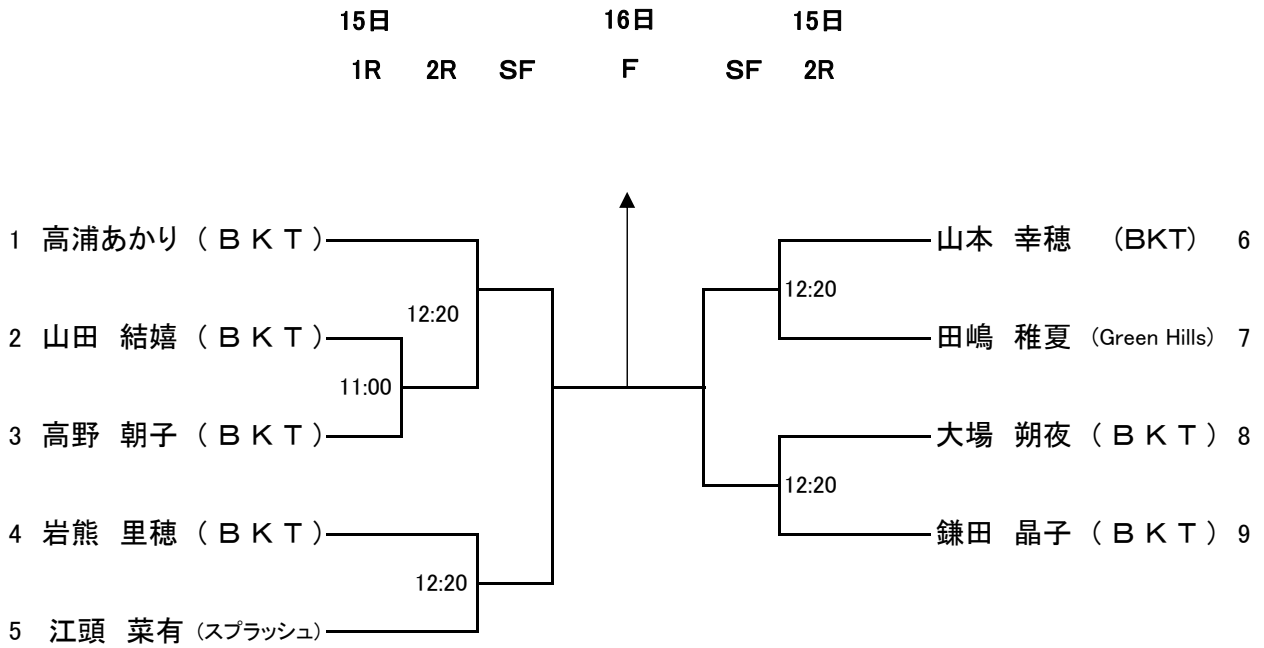 15日 16日 15日
1R 2R SF F SF 2R
1 高浦あかり (BKT) 山本 幸穂 (BKT) 6
12:20
12:20
2 山田 結嬉 (BKT) 田嶋 稚夏 (Green Hills) 7
11:00
3 高野 朝子 (BKT) 大場 朔夜 (BKT) 8
12:20
4 岩熊 里穂 (BKT) 鎌田 晶子 (BKT) 9
12:20
5 江頭 菜有 (スプラッシュ)